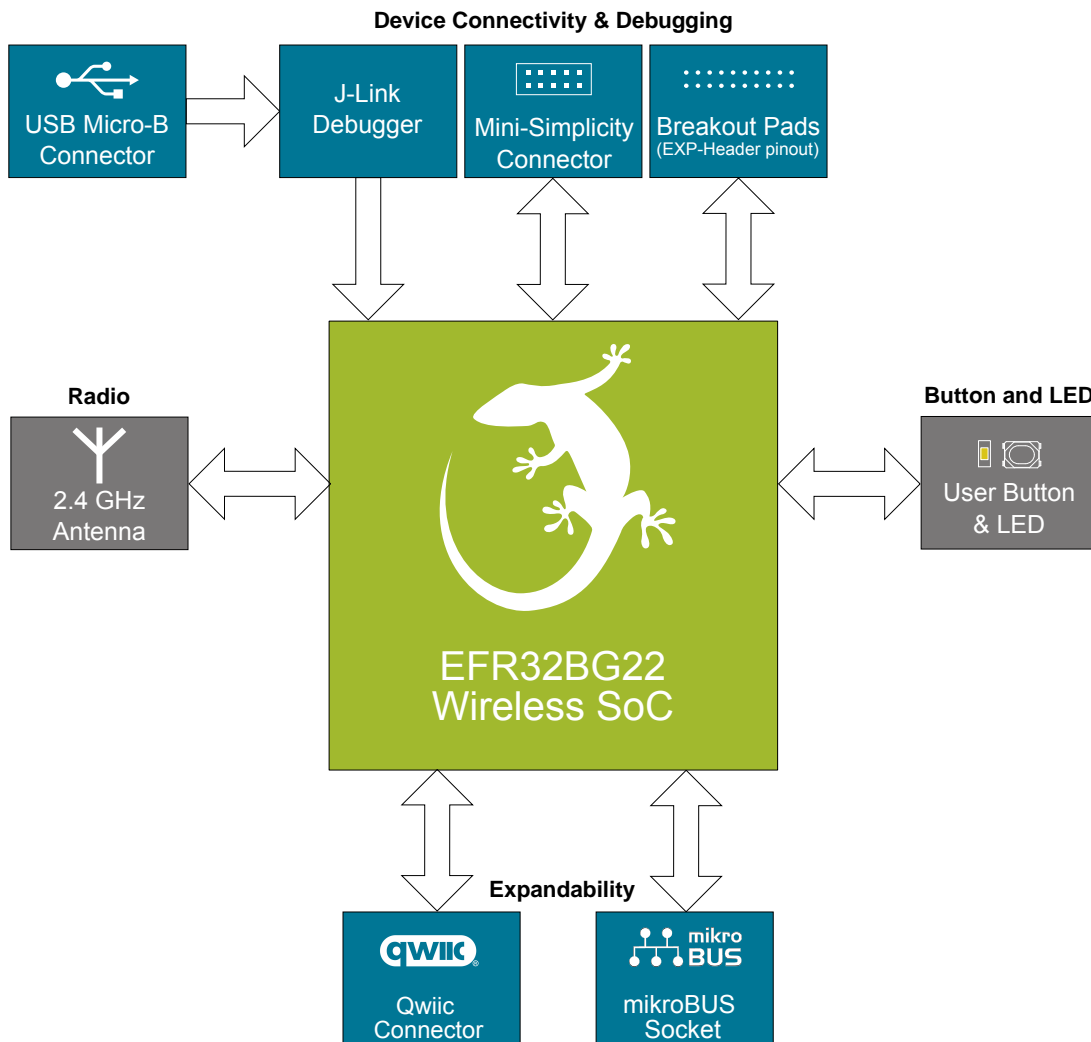 Device Connectivity & Debugging
USB Micro-B
Connector
J-Link
Debugger
Mini-Simplicity
Connector
Breakout Pads
(EXP-Header pinout)
Radio
2.4 GHz
Antenna
Button and LED
User Button
& LED
EFR32BG22
Wireless SoC
Expandability
qwiic
Qwiic
Connector
mikro
BUS
mikroBUS
Socket